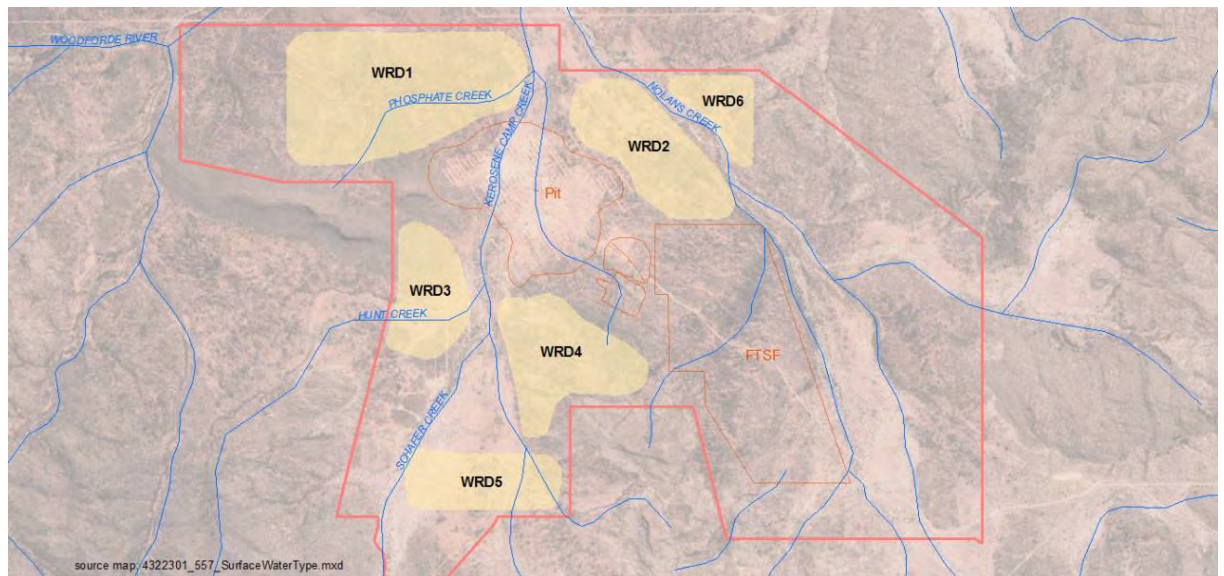 WOODFORDE RIVER
WRD1
PHOSPHATE CREEK
KEROSENE CAMP CREEK
NOLANS CREEK
WRD6
WRD2
Pit
WRD3
HUNT CREEK
WRD4
FTSF
SCHAFER CREEK
WRD5
source map: 4322301_557_SurfaceWaterType.mxd